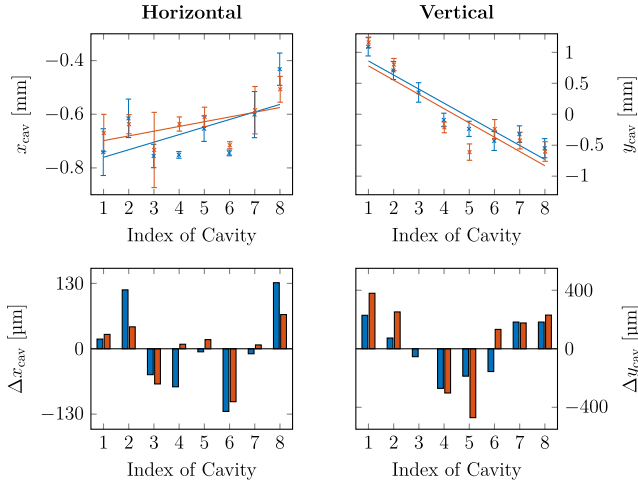 Horizontal
Vertical
−0.4
−0.6
−0.8
x_cav [mm]
1 2 3 4 5 6 7 8
Index of Cavity
1
0.5
0
−0.5
−1
y_cav [mm]
1 2 3 4 5 6 7 8
Index of Cavity
130
0
−130
Δx_cav [µm]
1 2 3 4 5 6 7 8
Index of Cavity
400
0
−400
Δy_cav [µm]
1 2 3 4 5 6 7 8
Index of Cavity